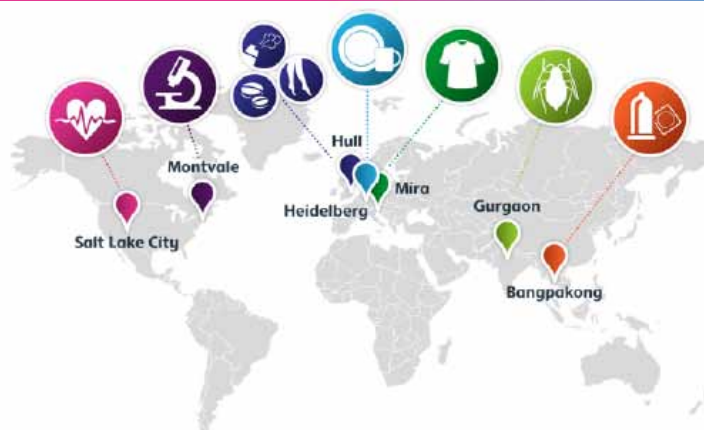 Hull
Montvale
Mira
Heidelberg
Gurgaon
Salt Lake City
Bangpakong